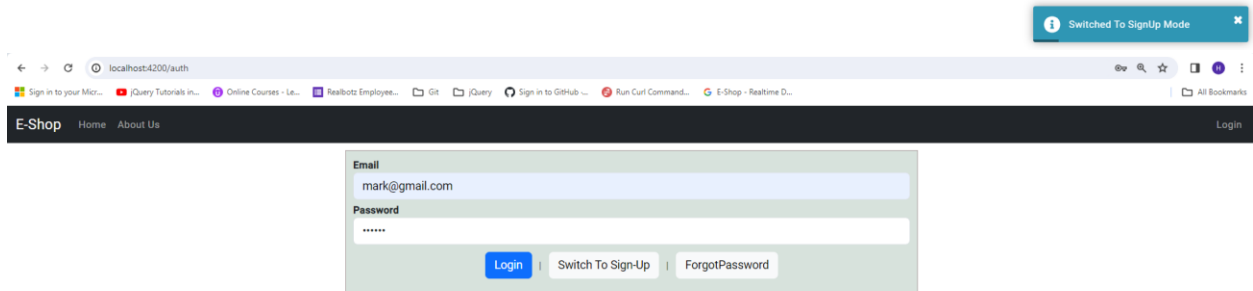 Switched To SignUp Mode
localhost:4200/auth
Sign in to your Micr... jQuery Tutorials in... Online Courses - Le... Realbotz Employee... Git jQuery Sign in to GitHub -... Run Curl Command... E-Shop - Realtime D... All Bookmarks
E-Shop Home About Us Login
Email
mark@gmail.com
Password
••••••
Login | Switch To Sign-Up | ForgotPassword